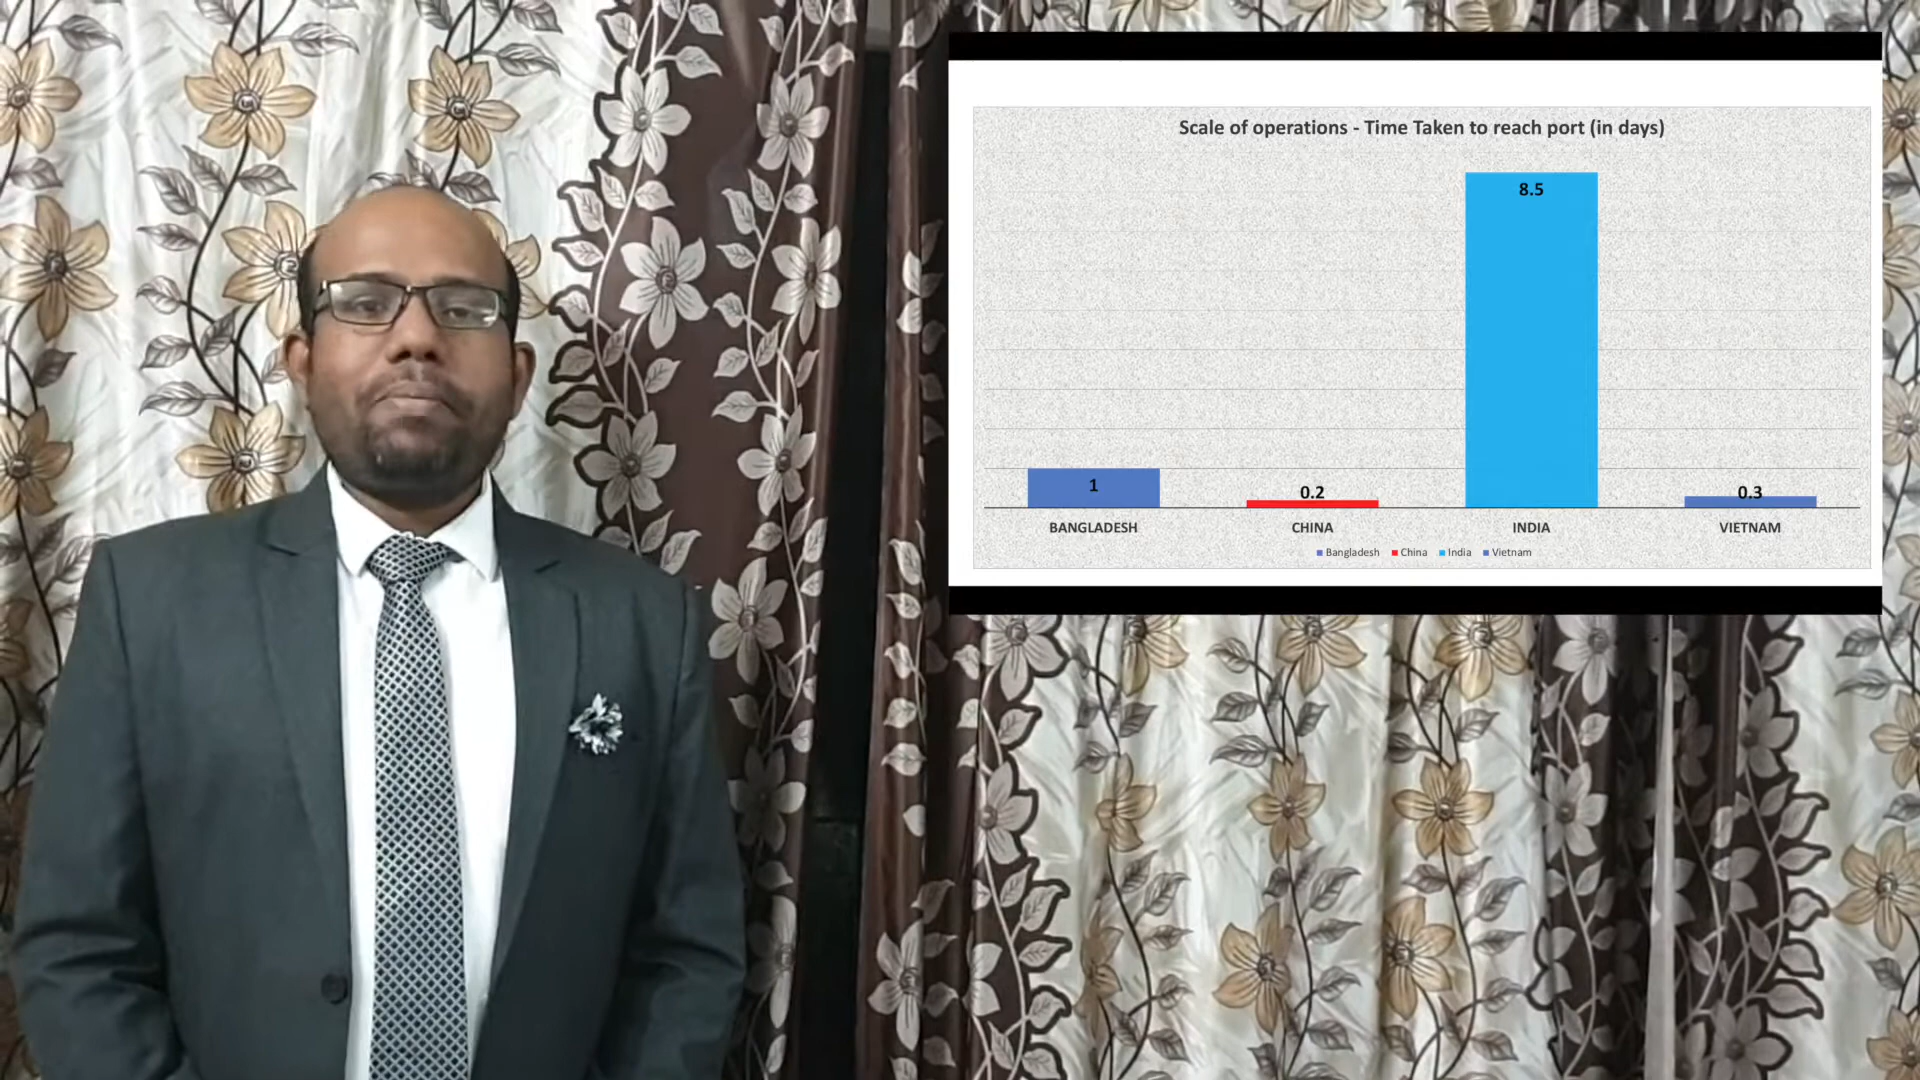 Scale of operations - Time Taken to reach port (in days)
8.5
1
0.2
0.3
BANGLADESH CHINA INDIA VIETNAM
Bangladesh China India Vietnam